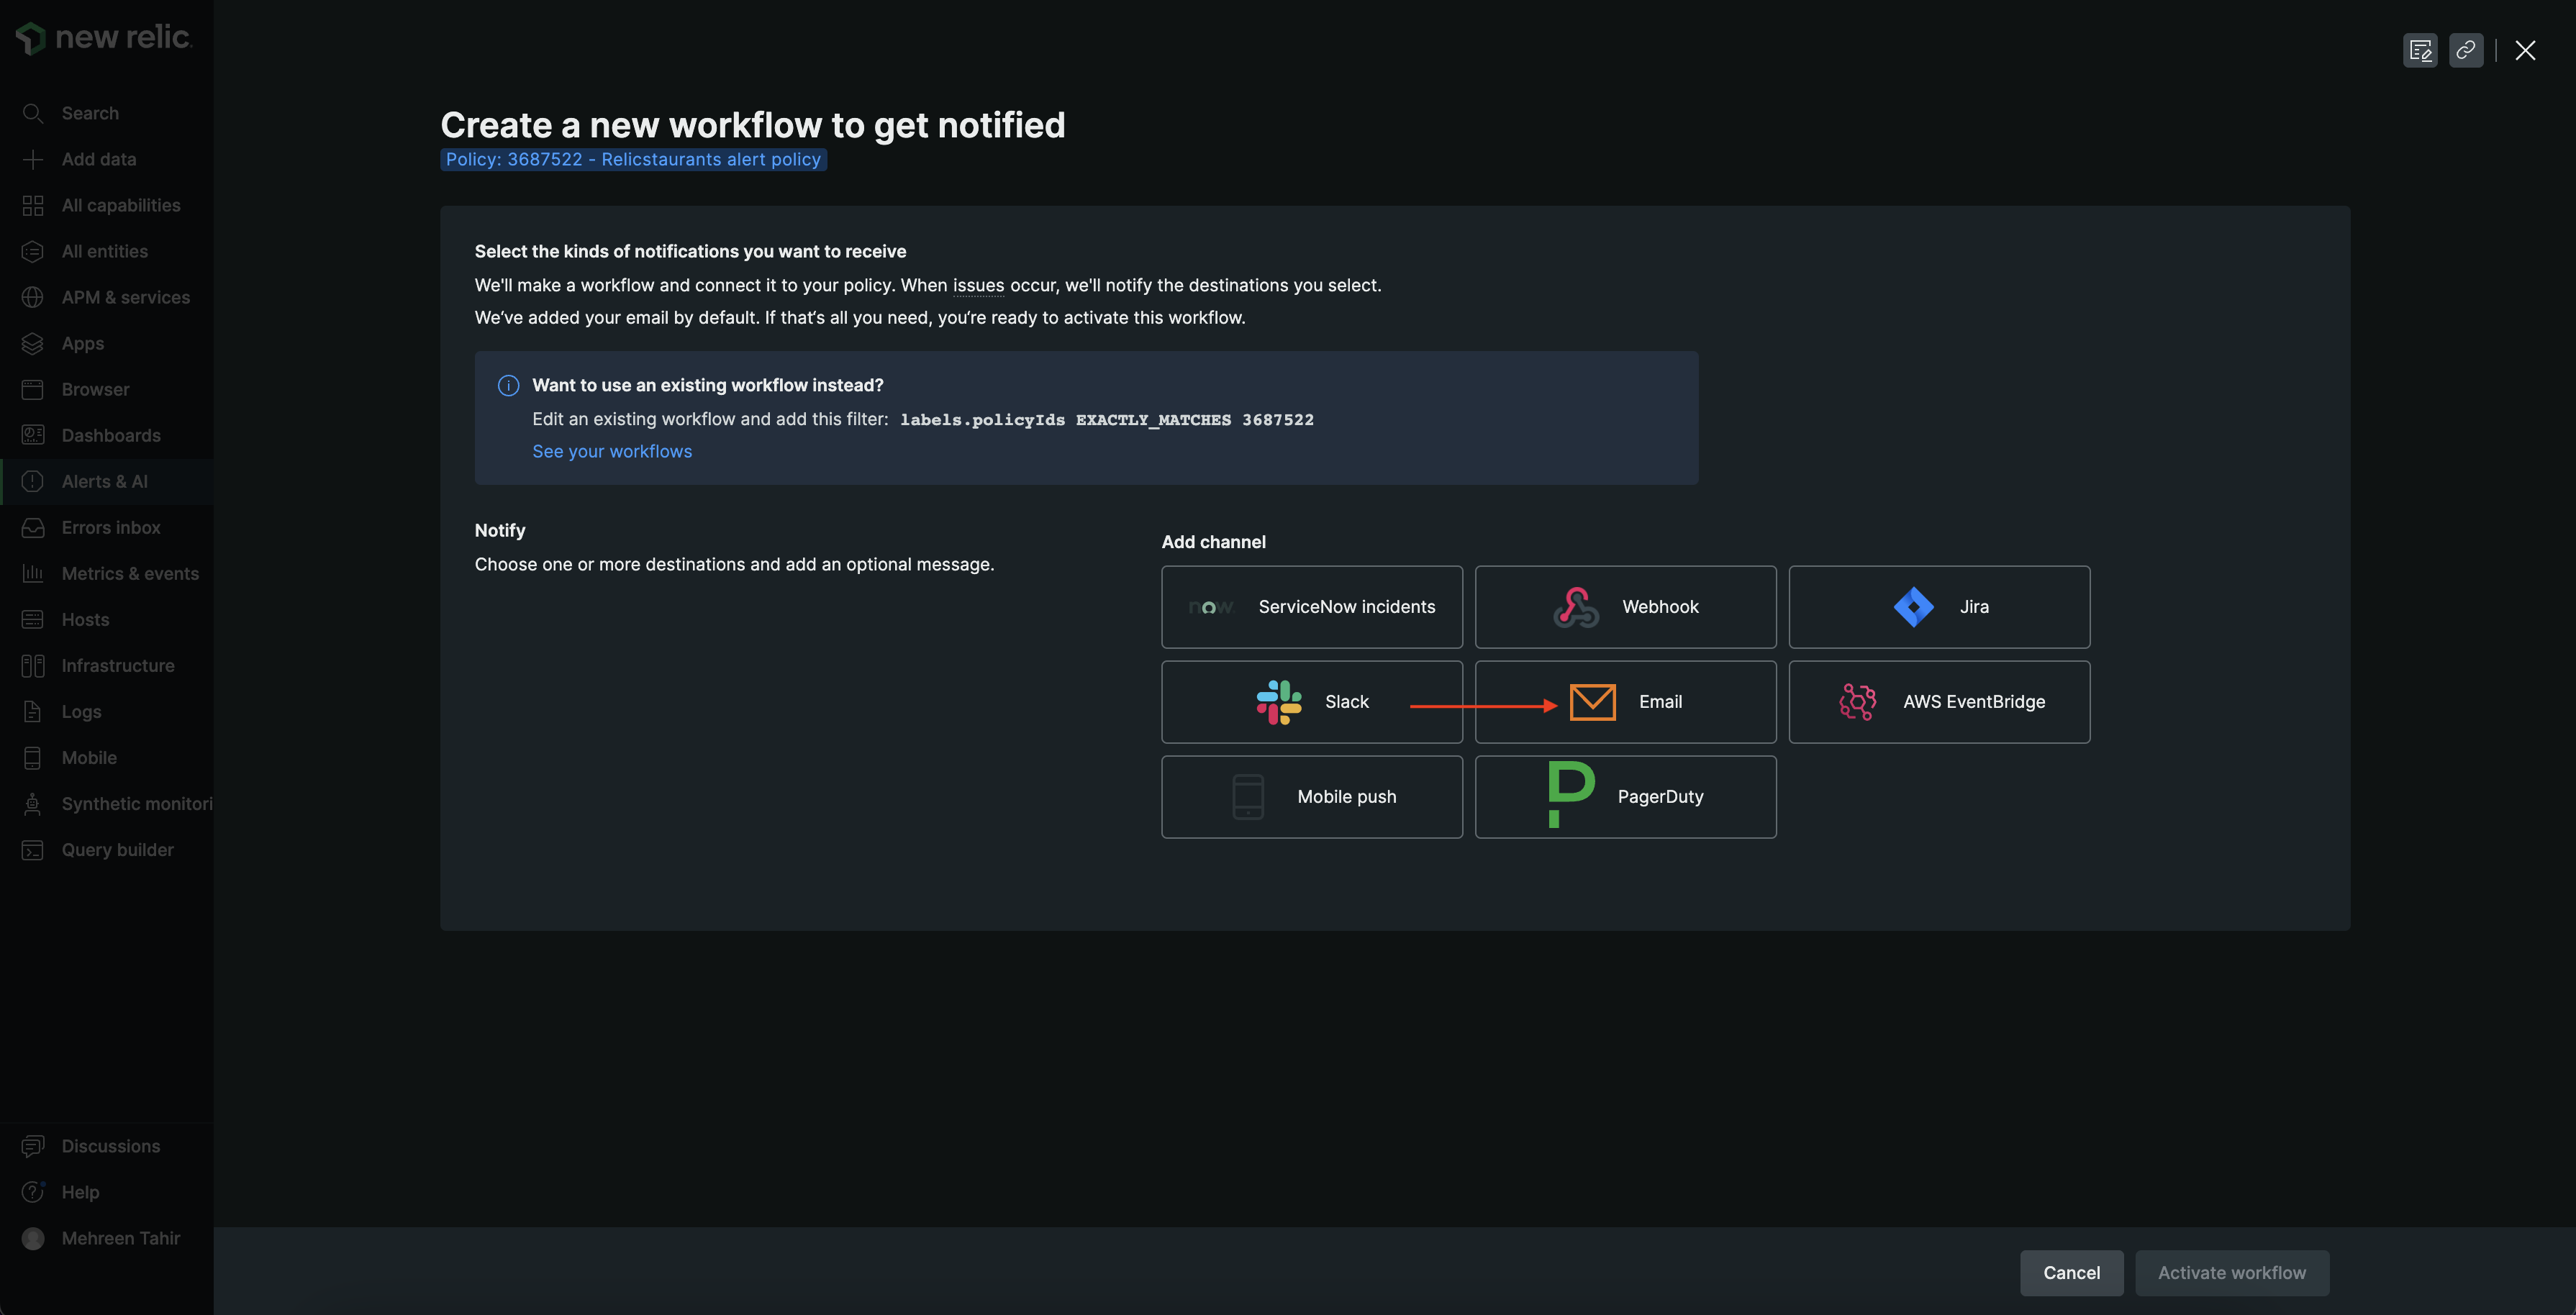 new relic.
Search
Add data
All capabilities
All entities
APM & services
Apps
Browser
Dashboards
Alerts & AI
Errors inbox
Metrics & events
Hosts
Infrastructure
Logs
Mobile
Synthetic monitori
Query builder
Discussions
Help
Mehreen Tahir
Create a new workflow to get notified
Policy: 3687522 - Relicstaurants alert policy
Select the kinds of notifications you want to receive
We'll make a workflow and connect it to your policy. When issues occur, we'll notify the destinations you select.
We've added your email by default. If that's all you need, you're ready to activate this workflow.
Want to use an existing workflow instead?
Edit an existing workflow and add this filter: labels.policyIds EXACTLY_MATCHES 3687522
See your workflows
Notify
Choose one or more destinations and add an optional message.
Add channel
now. ServiceNow incidents
Webhook
Jira
Slack
Email
AWS EventBridge
Mobile push
PagerDuty
Cancel
Activate workflow